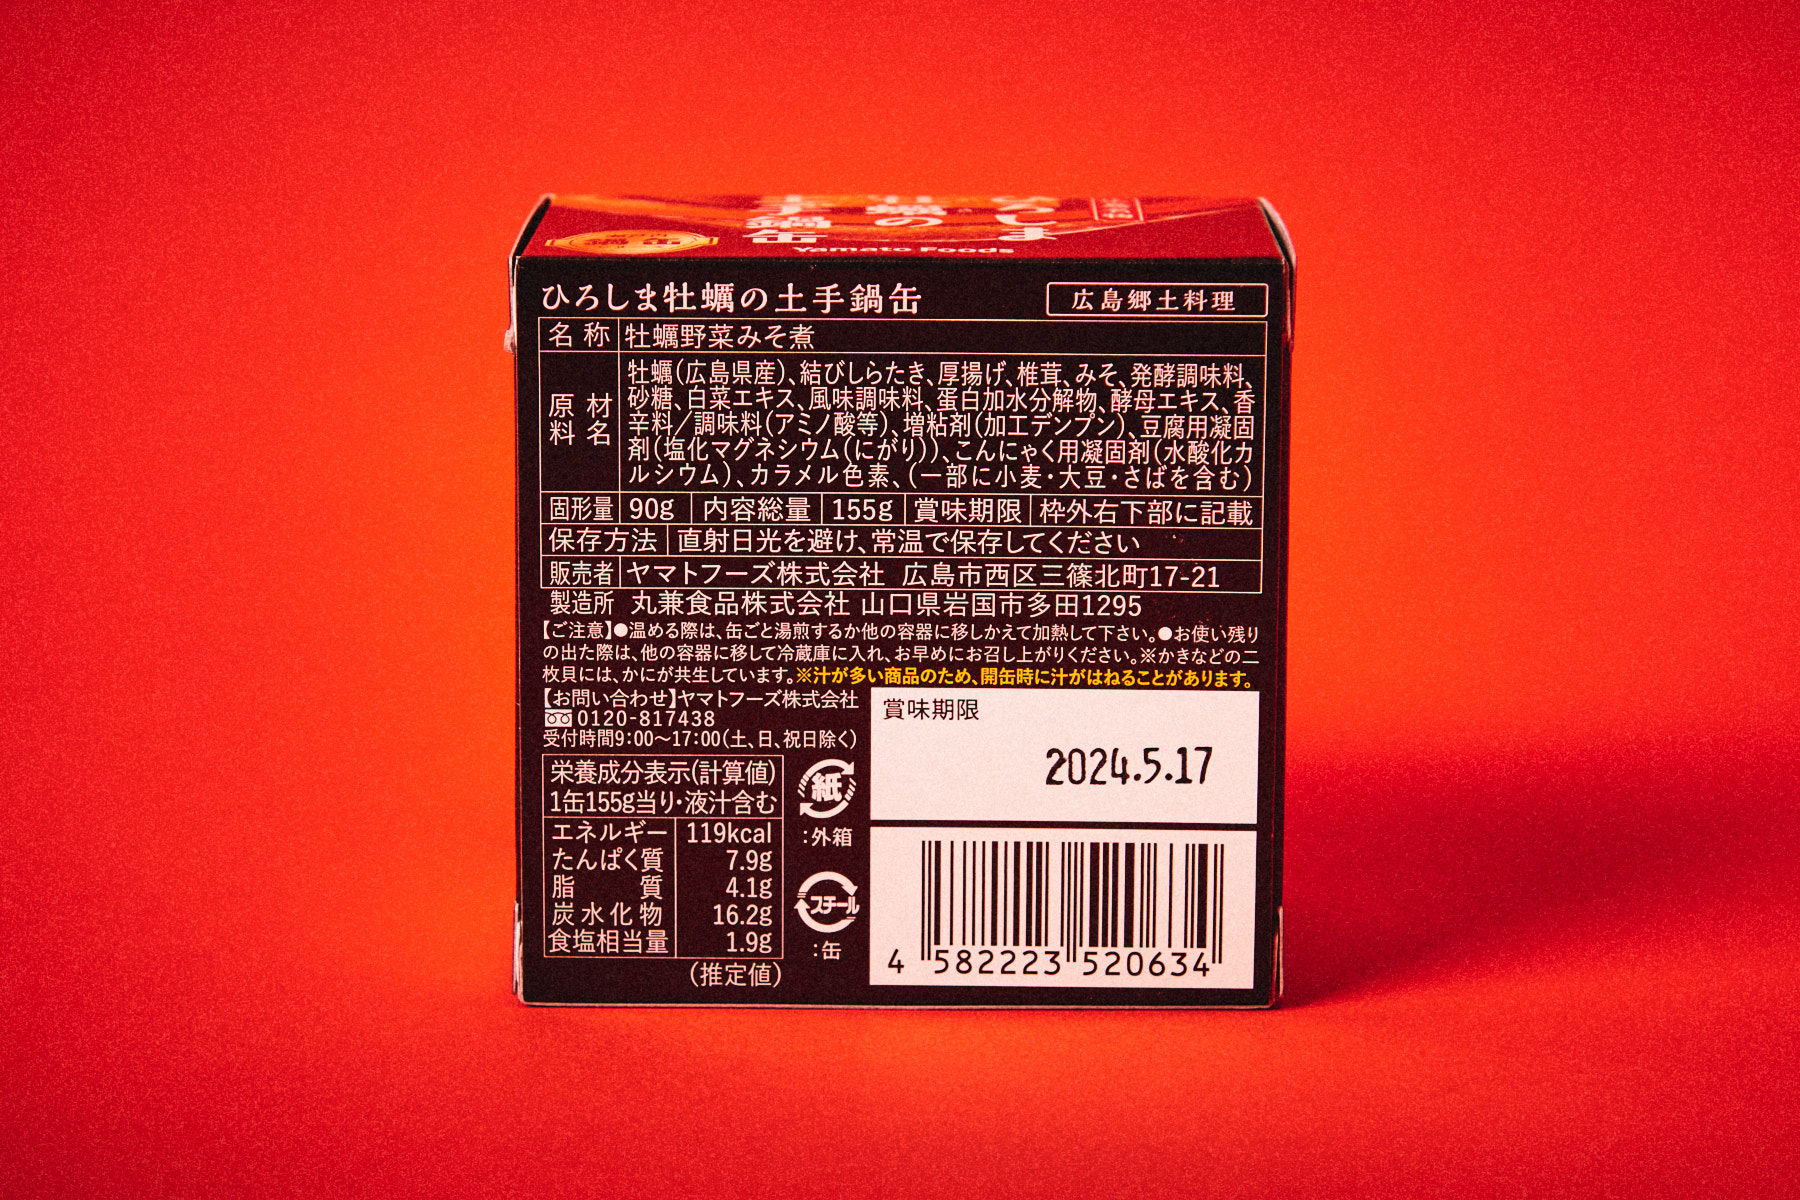 Yamato Foods
ひろしま牡蠣の土手鍋缶
広島郷土料理
名称 牡蠣野菜みそ煮
原材料名 牡蠣(広島県産)、結びしらたき、厚揚げ、椎茸、みそ、発酵調味料、
砂糖、白菜エキス、風味調味料、蛋白加水分解物、酵母エキス、香
辛料/調味料(アミノ酸等)、増粘剤(加工デンプン)、豆腐用凝固
剤(塩化マグネシウム(にがり))、こんにゃく用凝固剤(水酸化カ
ルシウム)、カラメル色素、(一部に小麦・大豆・さばを含む)
固形量 90g 内容総量 155g 賞味期限 枠外右下部に記載
保存方法 直射日光を避け、常温で保存してください
販売者 ヤマトフーズ株式会社 広島市西区三篠北町17-21
製造所 丸兼食品株式会社 山口県岩国市多田1295
【ご注意】●温める際は、缶ごと湯煎するか他の容器に移しかえて加熱して下さい。●お使い残り
の出た際は、他の容器に移して冷蔵庫に入れ、お早めにお召し上がりください。※かきなどの二
枚貝には、かにが共生しています。※汁が多い商品のため、開缶時に汁がはねることがあります。
【お問い合わせ】ヤマトフーズ株式会社
0120-817438
受付時間9:00〜17:00(土、日、祝日除く)
栄養成分表示(計算値)
1缶155g当り・液汁含む
エネルギー 119kcal
たんぱく質 7.9g
脂質 4.1g
炭水化物 16.2g
食塩相当量 1.9g
(推定値)
紙
:外箱
スチール
:缶
賞味期限
2024.5.17
4 582223 520634